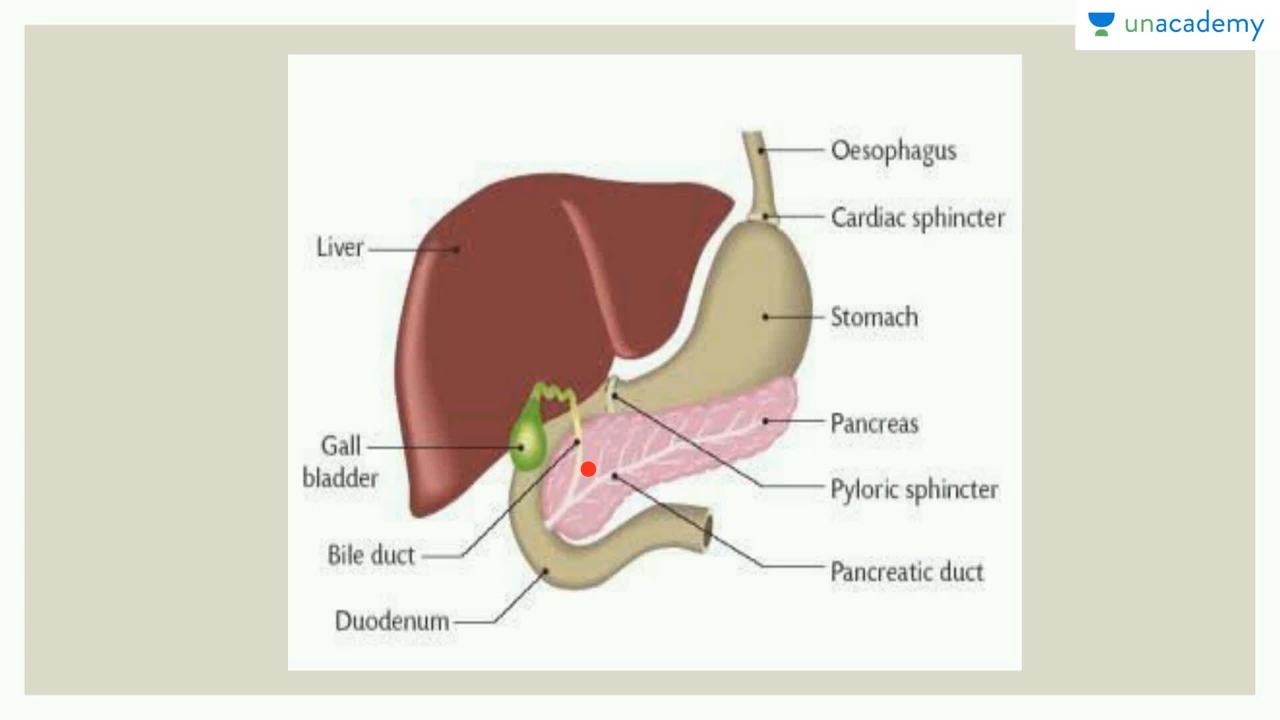 unacademy
Oesophagus
Cardiac sphincter
Liver
Stomach
Pancreas
Gall
bladder
Pyloric sphincter
Bile duct
Pancreatic duct
Duodenum